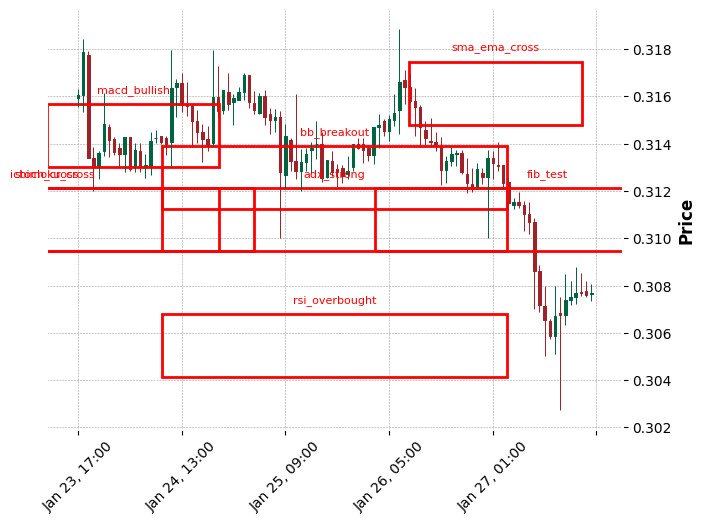 sma_ema_cross
macd_bullish
bb_breakout
stoch_cross
adx_strong
fib_test
rsi_overbought
0.318
0.316
0.314
0.312
0.310
0.308
0.306
0.304
0.302
Price
Jan 23, 17:00
Jan 24, 13:00
Jan 25, 09:00
Jan 26, 05:00
Jan 27, 01:00